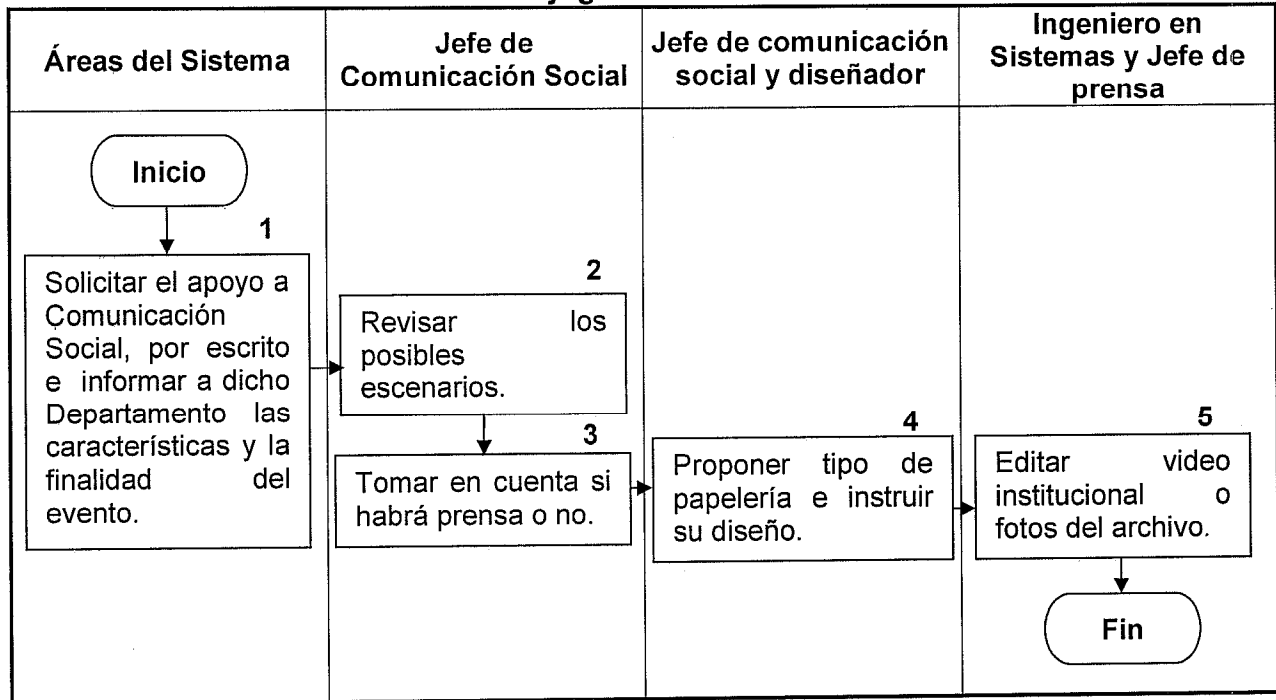 Áreas del Sistema
Jefe de
Comunicación Social
Jefe de comunicación
social y diseñador
Ingeniero en
Sistemas y Jefe de
prensa
Inicio
1
Solicitar el apoyo a
Comunicación
Social, por escrito
e informar a dicho
Departamento las
características y la
finalidad del
evento.
2
Revisar los
posibles
escenarios.
3
Tomar en cuenta si
habrá prensa o no.
4
Proponer tipo de
papelería e instruir
su diseño.
5
Editar video
institucional o
fotos del archivo.
Fin